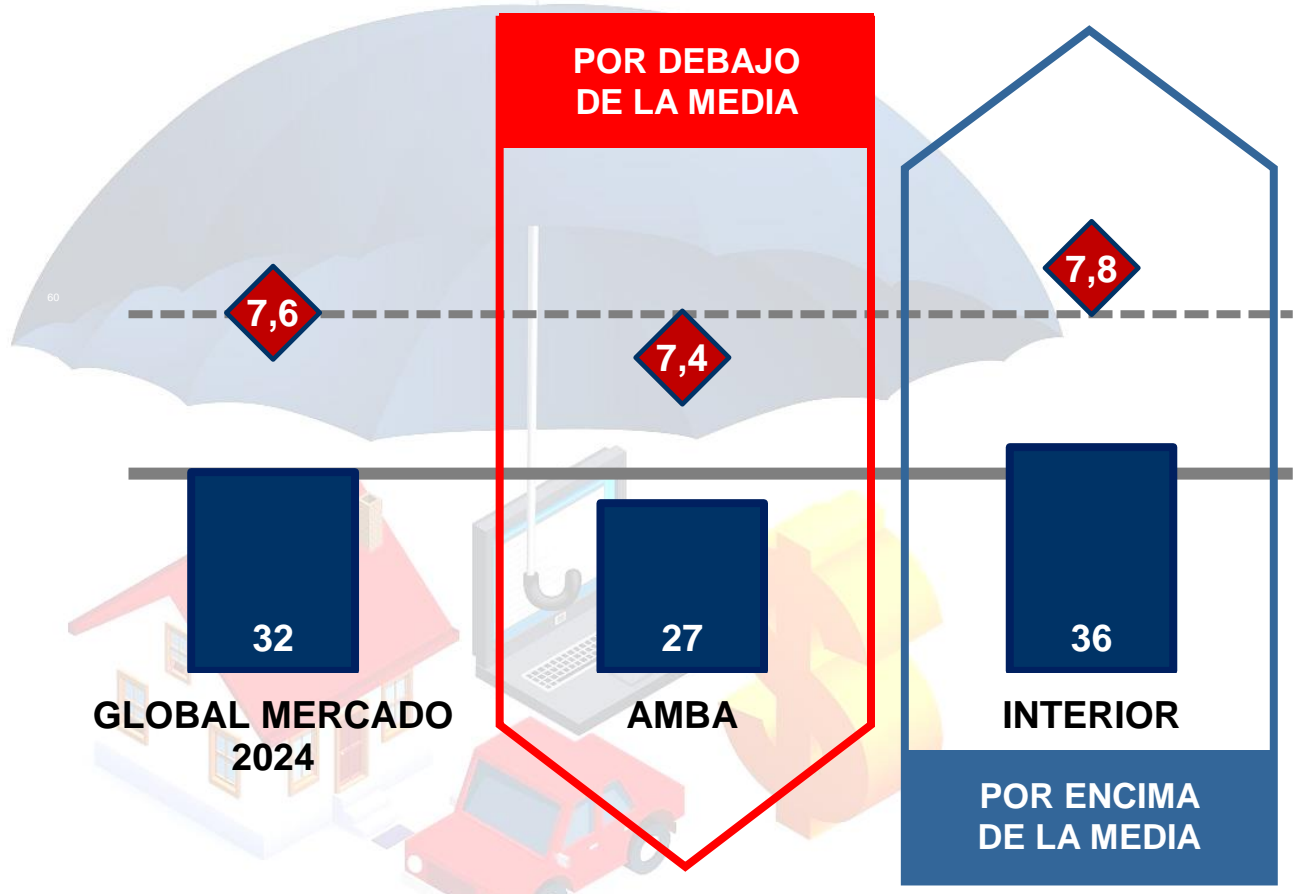 POR DEBAJO
DE LA MEDIA
60
7,6
7,4
7,8
32
27
36
GLOBAL MERCADO
2024
AMBA
INTERIOR
POR ENCIMA
DE LA MEDIA